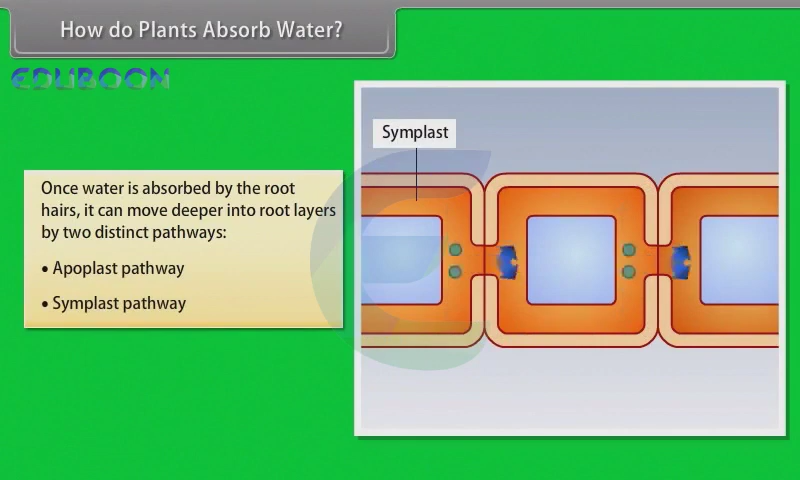 How do Plants Absorb Water?
EDUBOON
Symplast
Once water is absorbed by the root
hairs, it can move deeper into root layers
by two distinct pathways:
• Apoplast pathway
• Symplast pathway